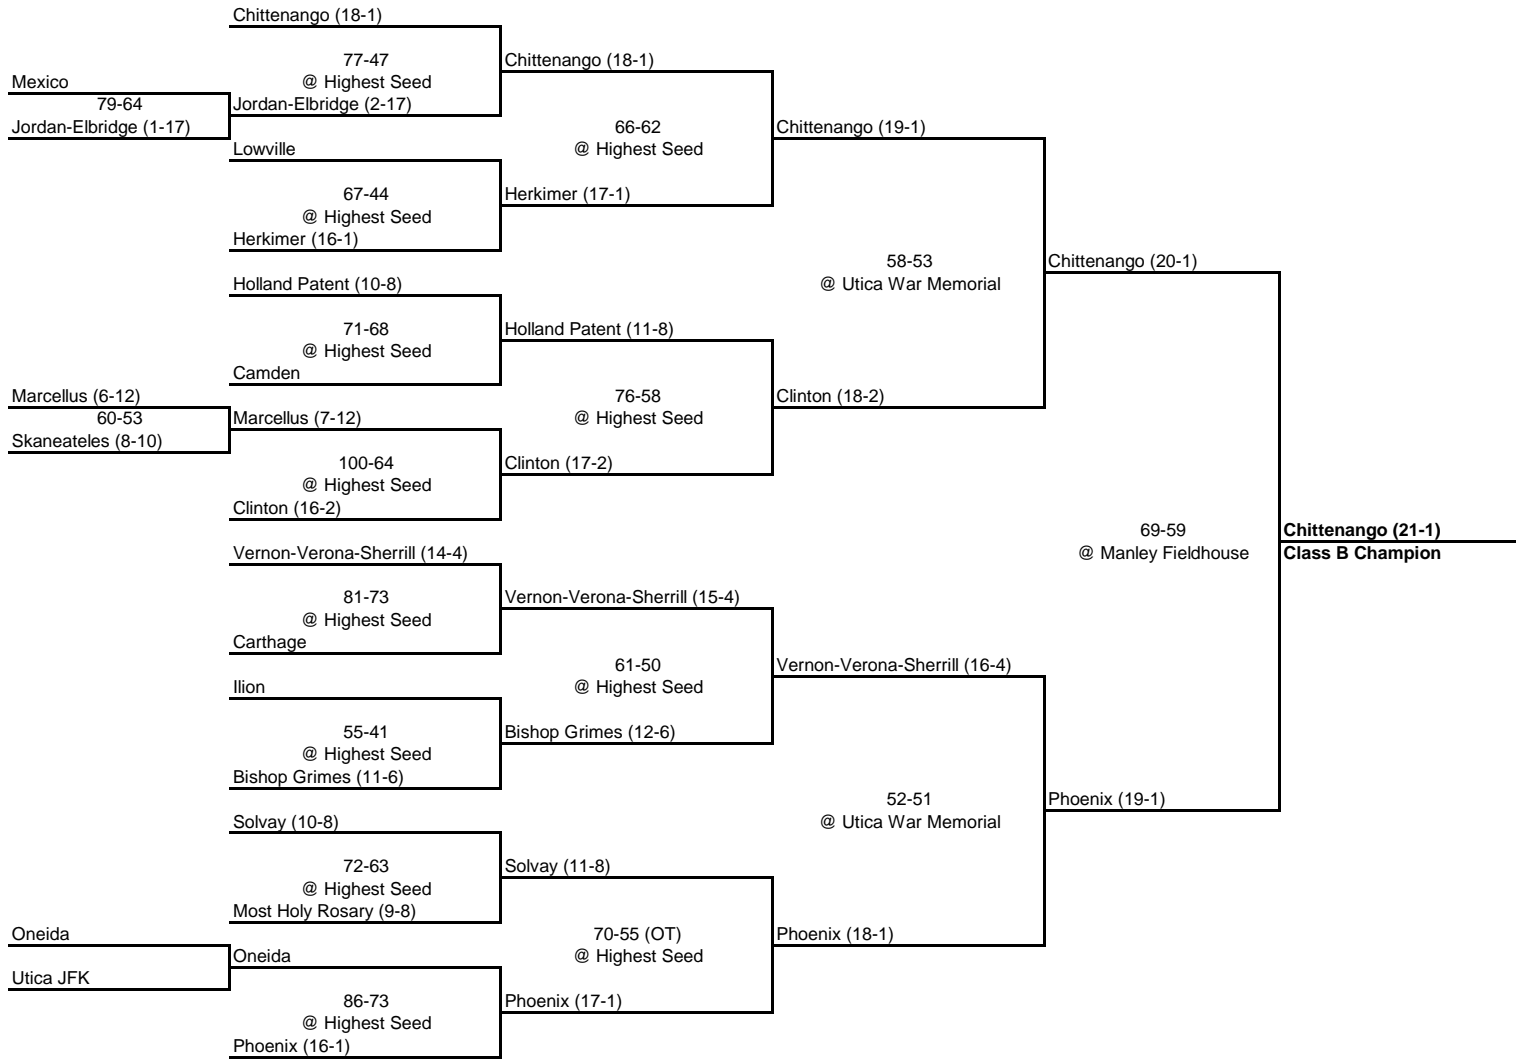 Chittenango (18-1)
77-47
@ Highest Seed
Chittenango (18-1)
Mexico
79-64
Jordan-Elbridge (1-17)
Jordan-Elbridge (2-17)
66-62
@ Highest Seed
Chittenango (19-1)
Lowville
67-44
@ Highest Seed
Herkimer (17-1)
Herkimer (16-1)
58-53
@ Utica War Memorial
Chittenango (20-1)
Holland Patent (10-8)
71-68
@ Highest Seed
Holland Patent (11-8)
Camden
76-58
@ Highest Seed
Clinton (18-2)
Marcellus (6-12)
60-53
Skaneateles (8-10)
Marcellus (7-12)
100-64
@ Highest Seed
Clinton (17-2)
Clinton (16-2)
69-59
@ Manley Fieldhouse
Chittenango (21-1)
Class B Champion
Vernon-Verona-Sherrill (14-4)
81-73
@ Highest Seed
Vernon-Verona-Sherrill (15-4)
Carthage
61-50
@ Highest Seed
Vernon-Verona-Sherrill (16-4)
Ilion
55-41
@ Highest Seed
Bishop Grimes (12-6)
Bishop Grimes (11-6)
52-51
@ Utica War Memorial
Phoenix (19-1)
Solvay (10-8)
72-63
@ Highest Seed
Solvay (11-8)
Most Holy Rosary (9-8)
70-55 (OT)
@ Highest Seed
Phoenix (18-1)
Oneida
Utica JFK
Oneida
86-73
@ Highest Seed
Phoenix (17-1)
Phoenix (16-1)